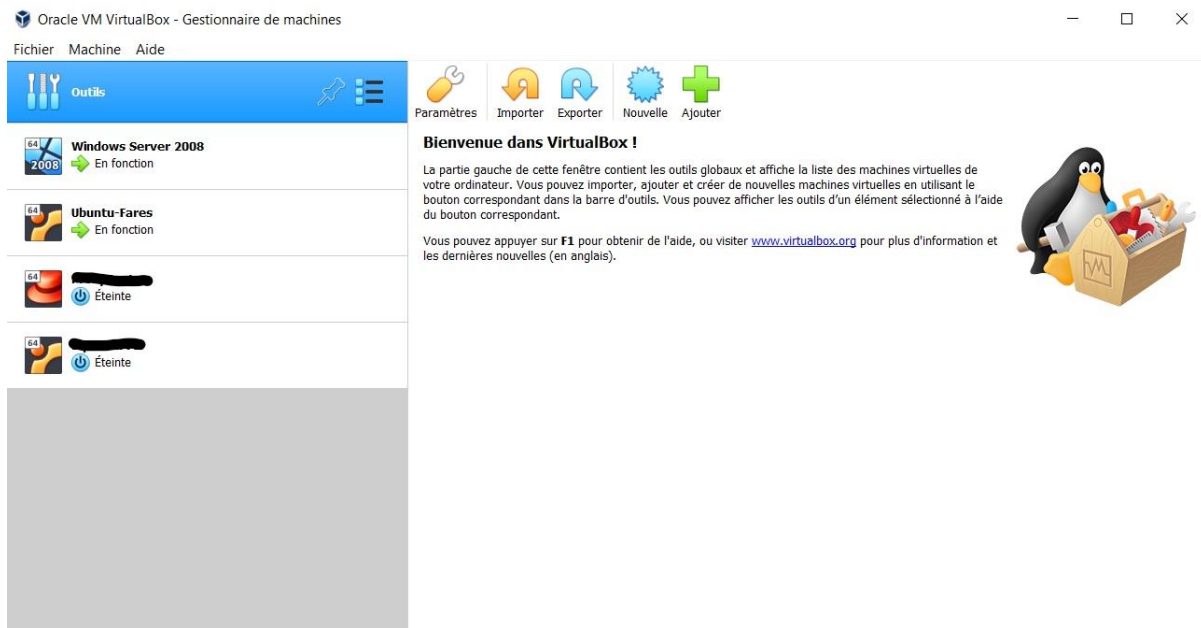 Oracle VM VirtualBox - Gestionnaire de machines
Fichier Machine Aide
Outils
Paramètres Importer Exporter Nouvelle Ajouter
64
2008
Windows Server 2008
En fonction
64
Ubuntu-Fares
En fonction
64
Éteinte
64
Éteinte
Bienvenue dans VirtualBox !
La partie gauche de cette fenêtre contient les outils globaux et affiche la liste des machines virtuelles de
votre ordinateur. Vous pouvez importer, ajouter et créer de nouvelles machines virtuelles en utilisant le
bouton correspondant dans la barre d'outils. Vous pouvez afficher les outils d'un élément sélectionné à l'aide
du bouton correspondant.
Vous pouvez appuyer sur F1 pour obtenir de l'aide, ou visiter www.virtualbox.org pour plus d'information et
les dernières nouvelles (en anglais).